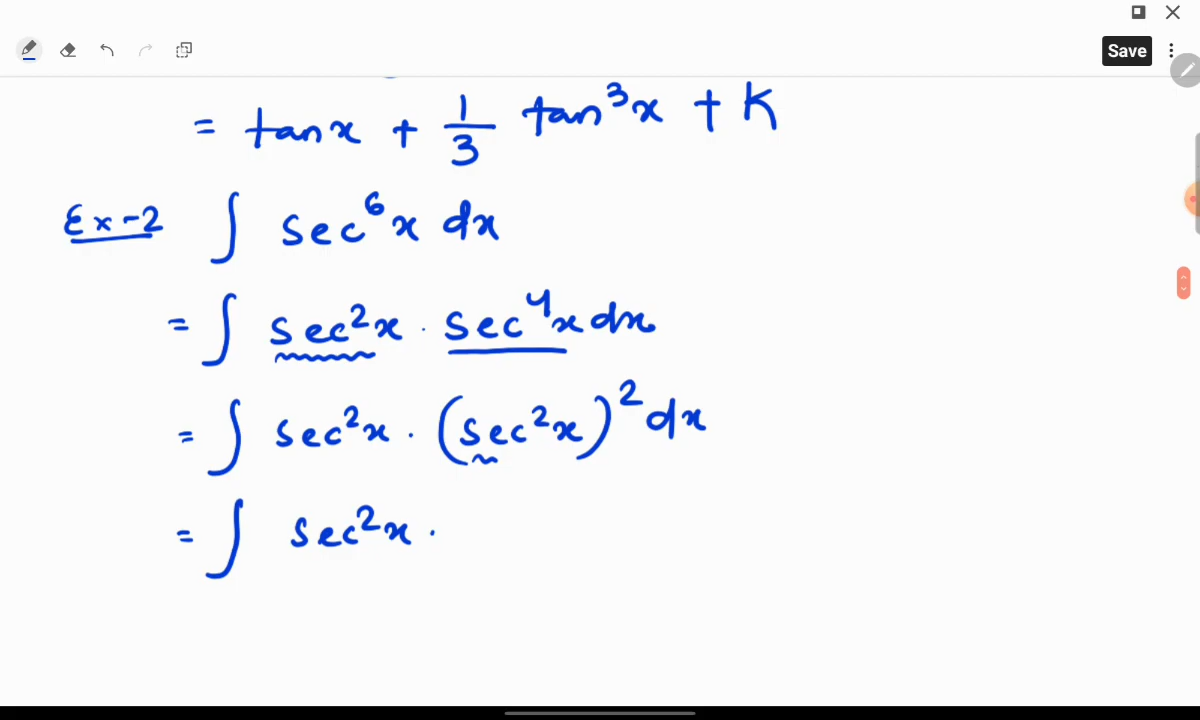 Save
= tan x + 1/3 tan³x + K
Ex-2 ∫ sec⁶x dx
= ∫ sec²x · sec⁴x dx
= ∫ sec²x · (sec²x)² dx
= ∫ sec²x ·